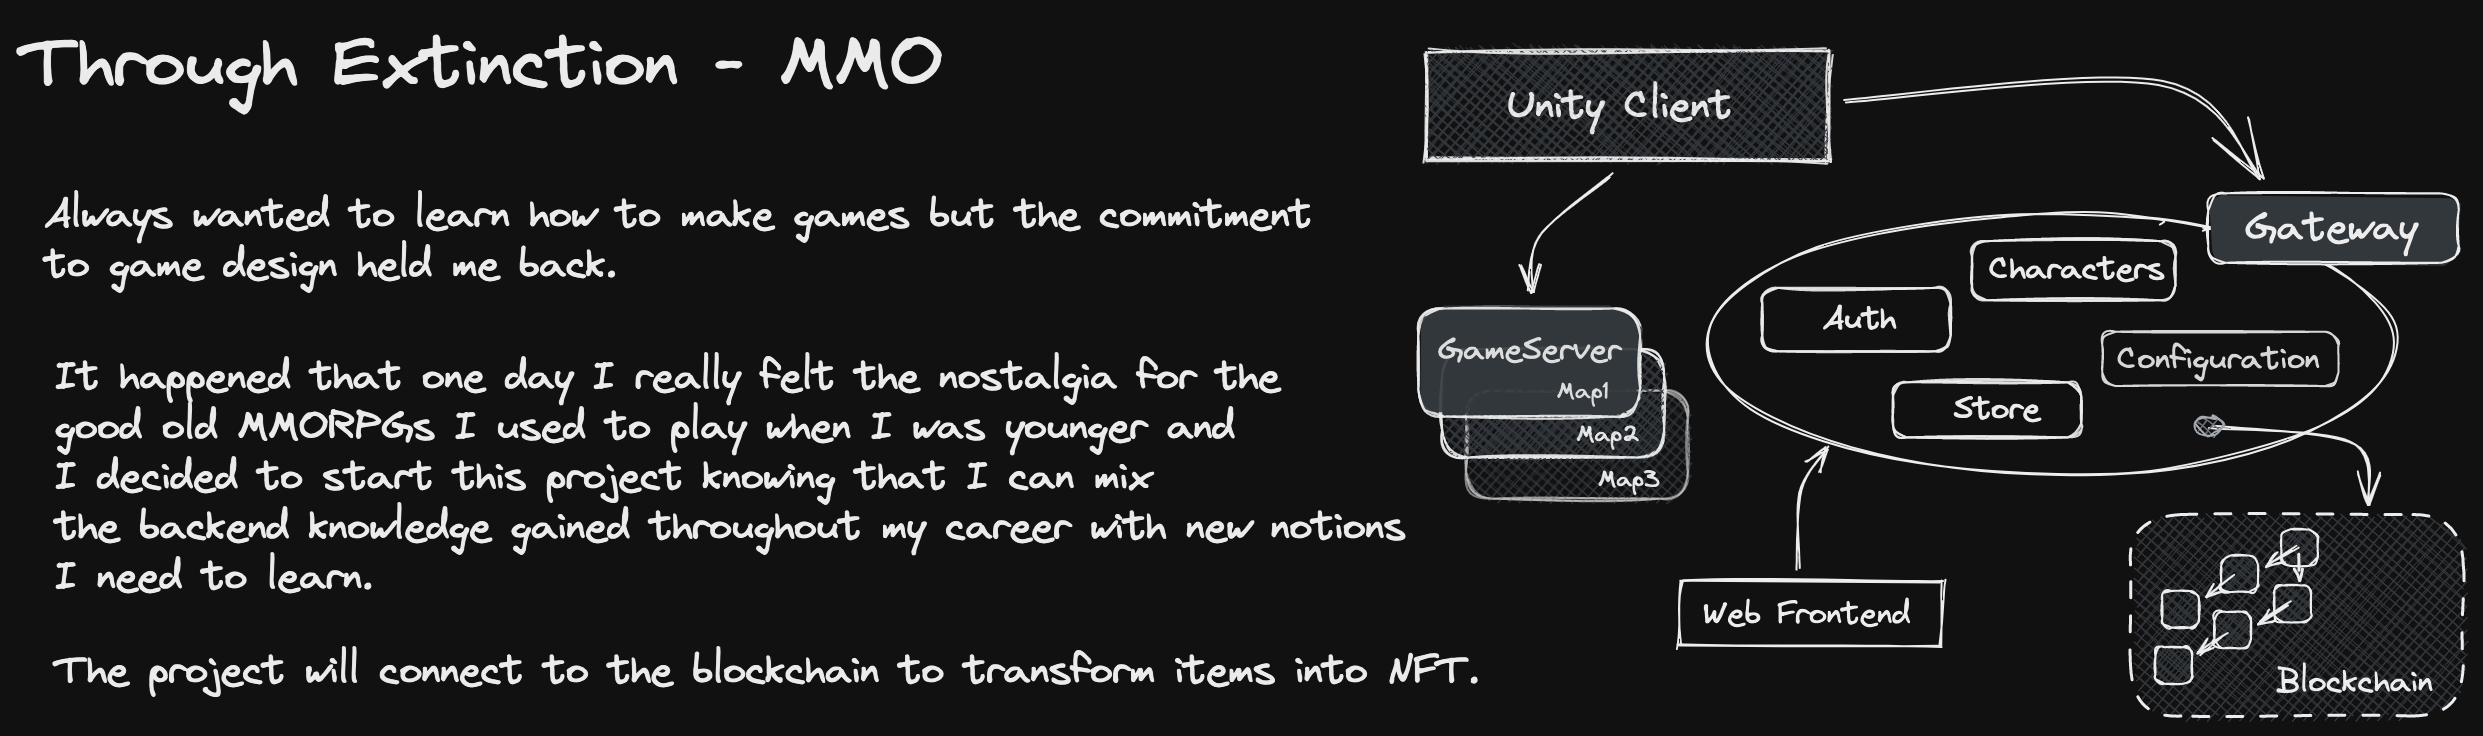 Through Extinction - MMO
Always wanted to learn how to make games but the commitment
to game design held me back.
It happened that one day I really felt the nostalgia for the
good old MMORPGs I used to play when I was younger and
I decided to start this project knowing that I can mix
the backend knowledge gained throughout my career with new notions
I need to learn.
The project will connect to the blockchain to transform items into NFT.
Unity Client
Gateway
Characters
Auth
Configuration
Store
GameServer
Map1
Map2
Map3
Web Frontend
Blockchain